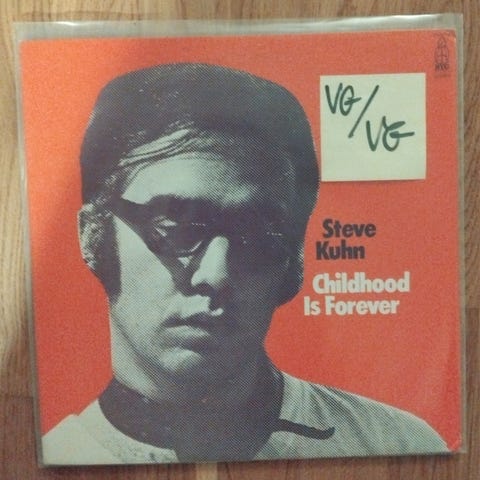 VG/
VG
Steve
Kuhn
Childhood
Is Forever